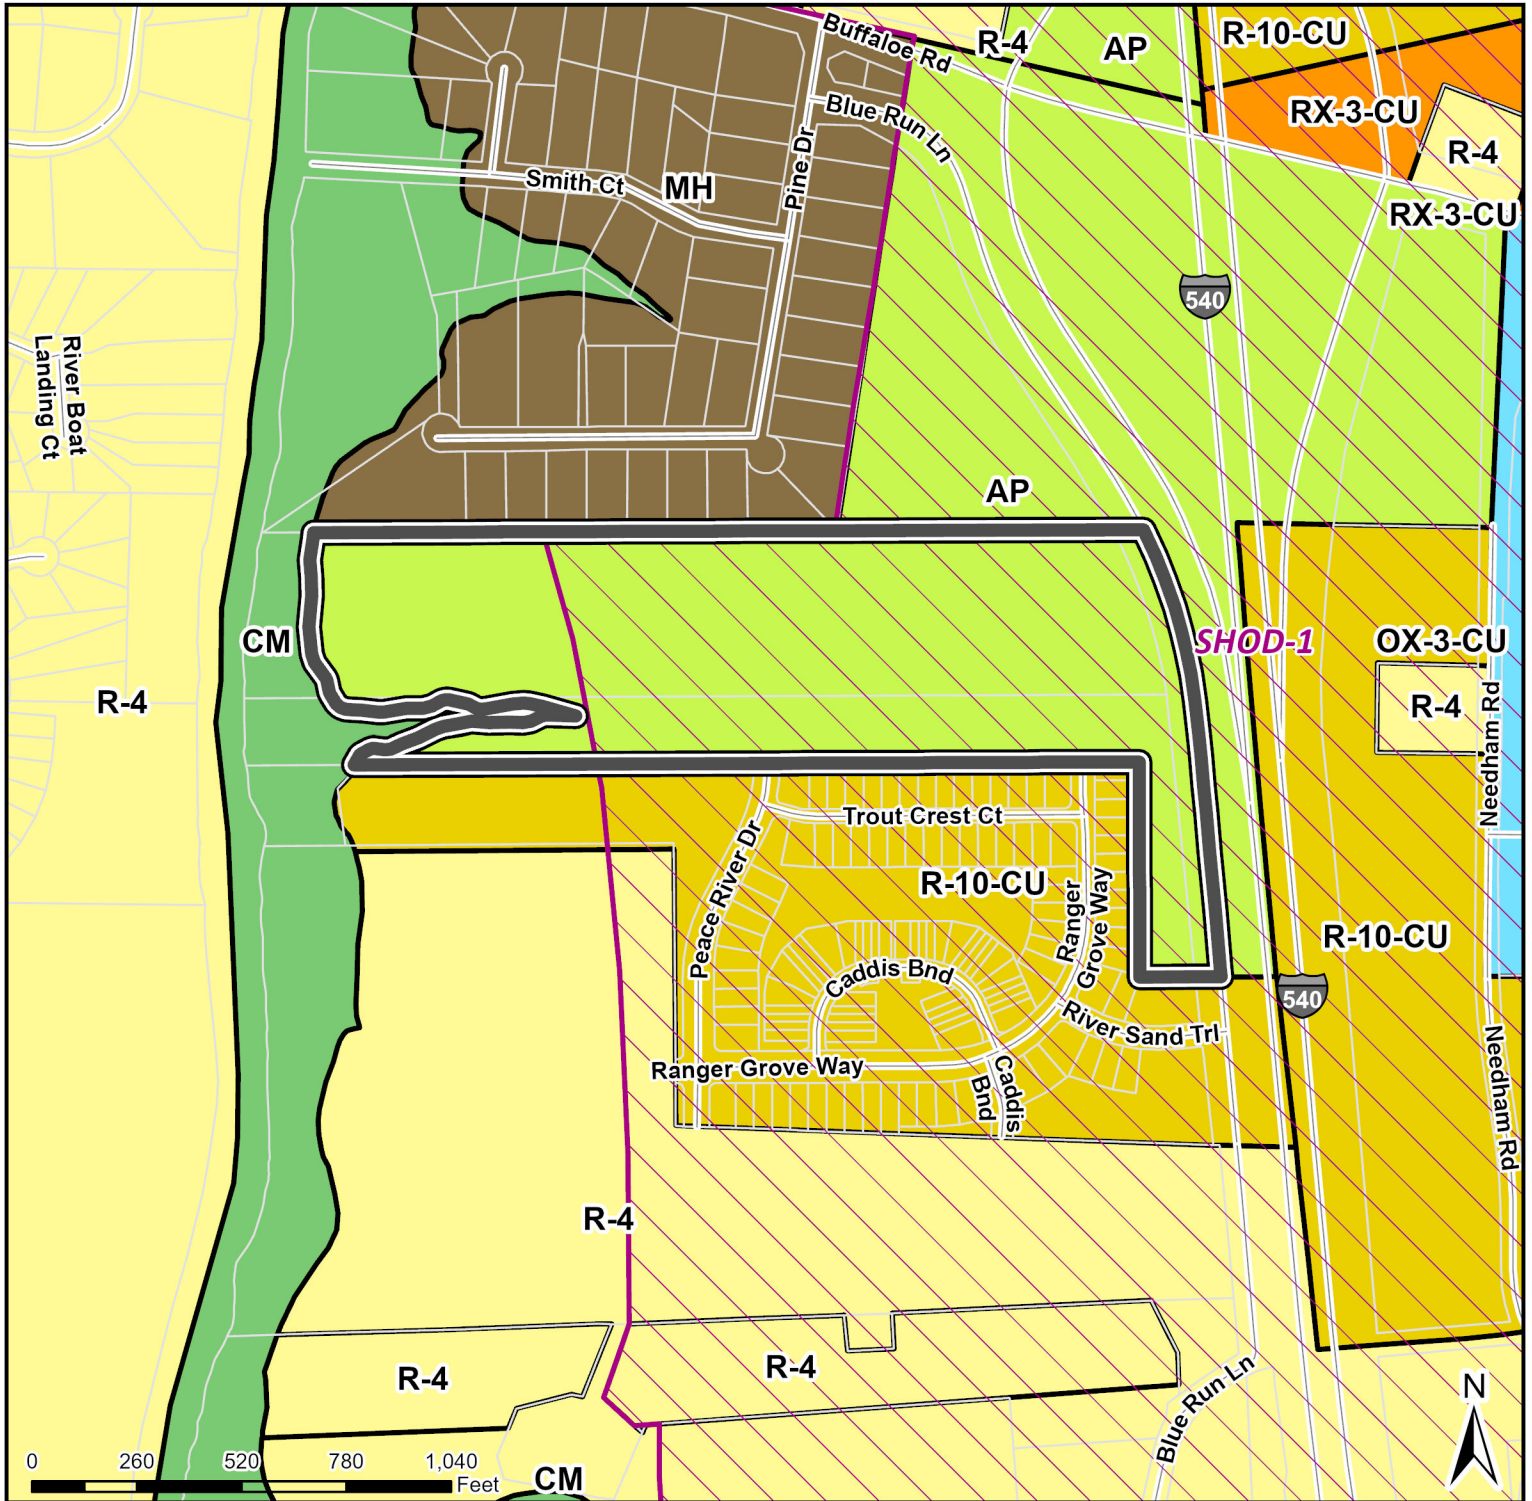 Buffaloe Rd
R-4
AP
R-10-CU
RX-3-CU
R-4
RX-3-CU
Blue Run Ln
Pine Dr
Smith Ct
MH
540
River Boat
Landing Ct
AP
CM
R-4
SHOD-1
OX-3-CU
R-4
Needham Rd
Trout Crest Ct
Peace River Dr
R-10-CU
Ranger
Grove Way
R-10-CU
Caddis Bnd
540
River Sand Trl
Ranger Grove Way
Caddis
Bnd
Needham Rd
R-4
R-4
R-4
Blue Run Ln
N
0 260 520 780 1,040
Feet
CM